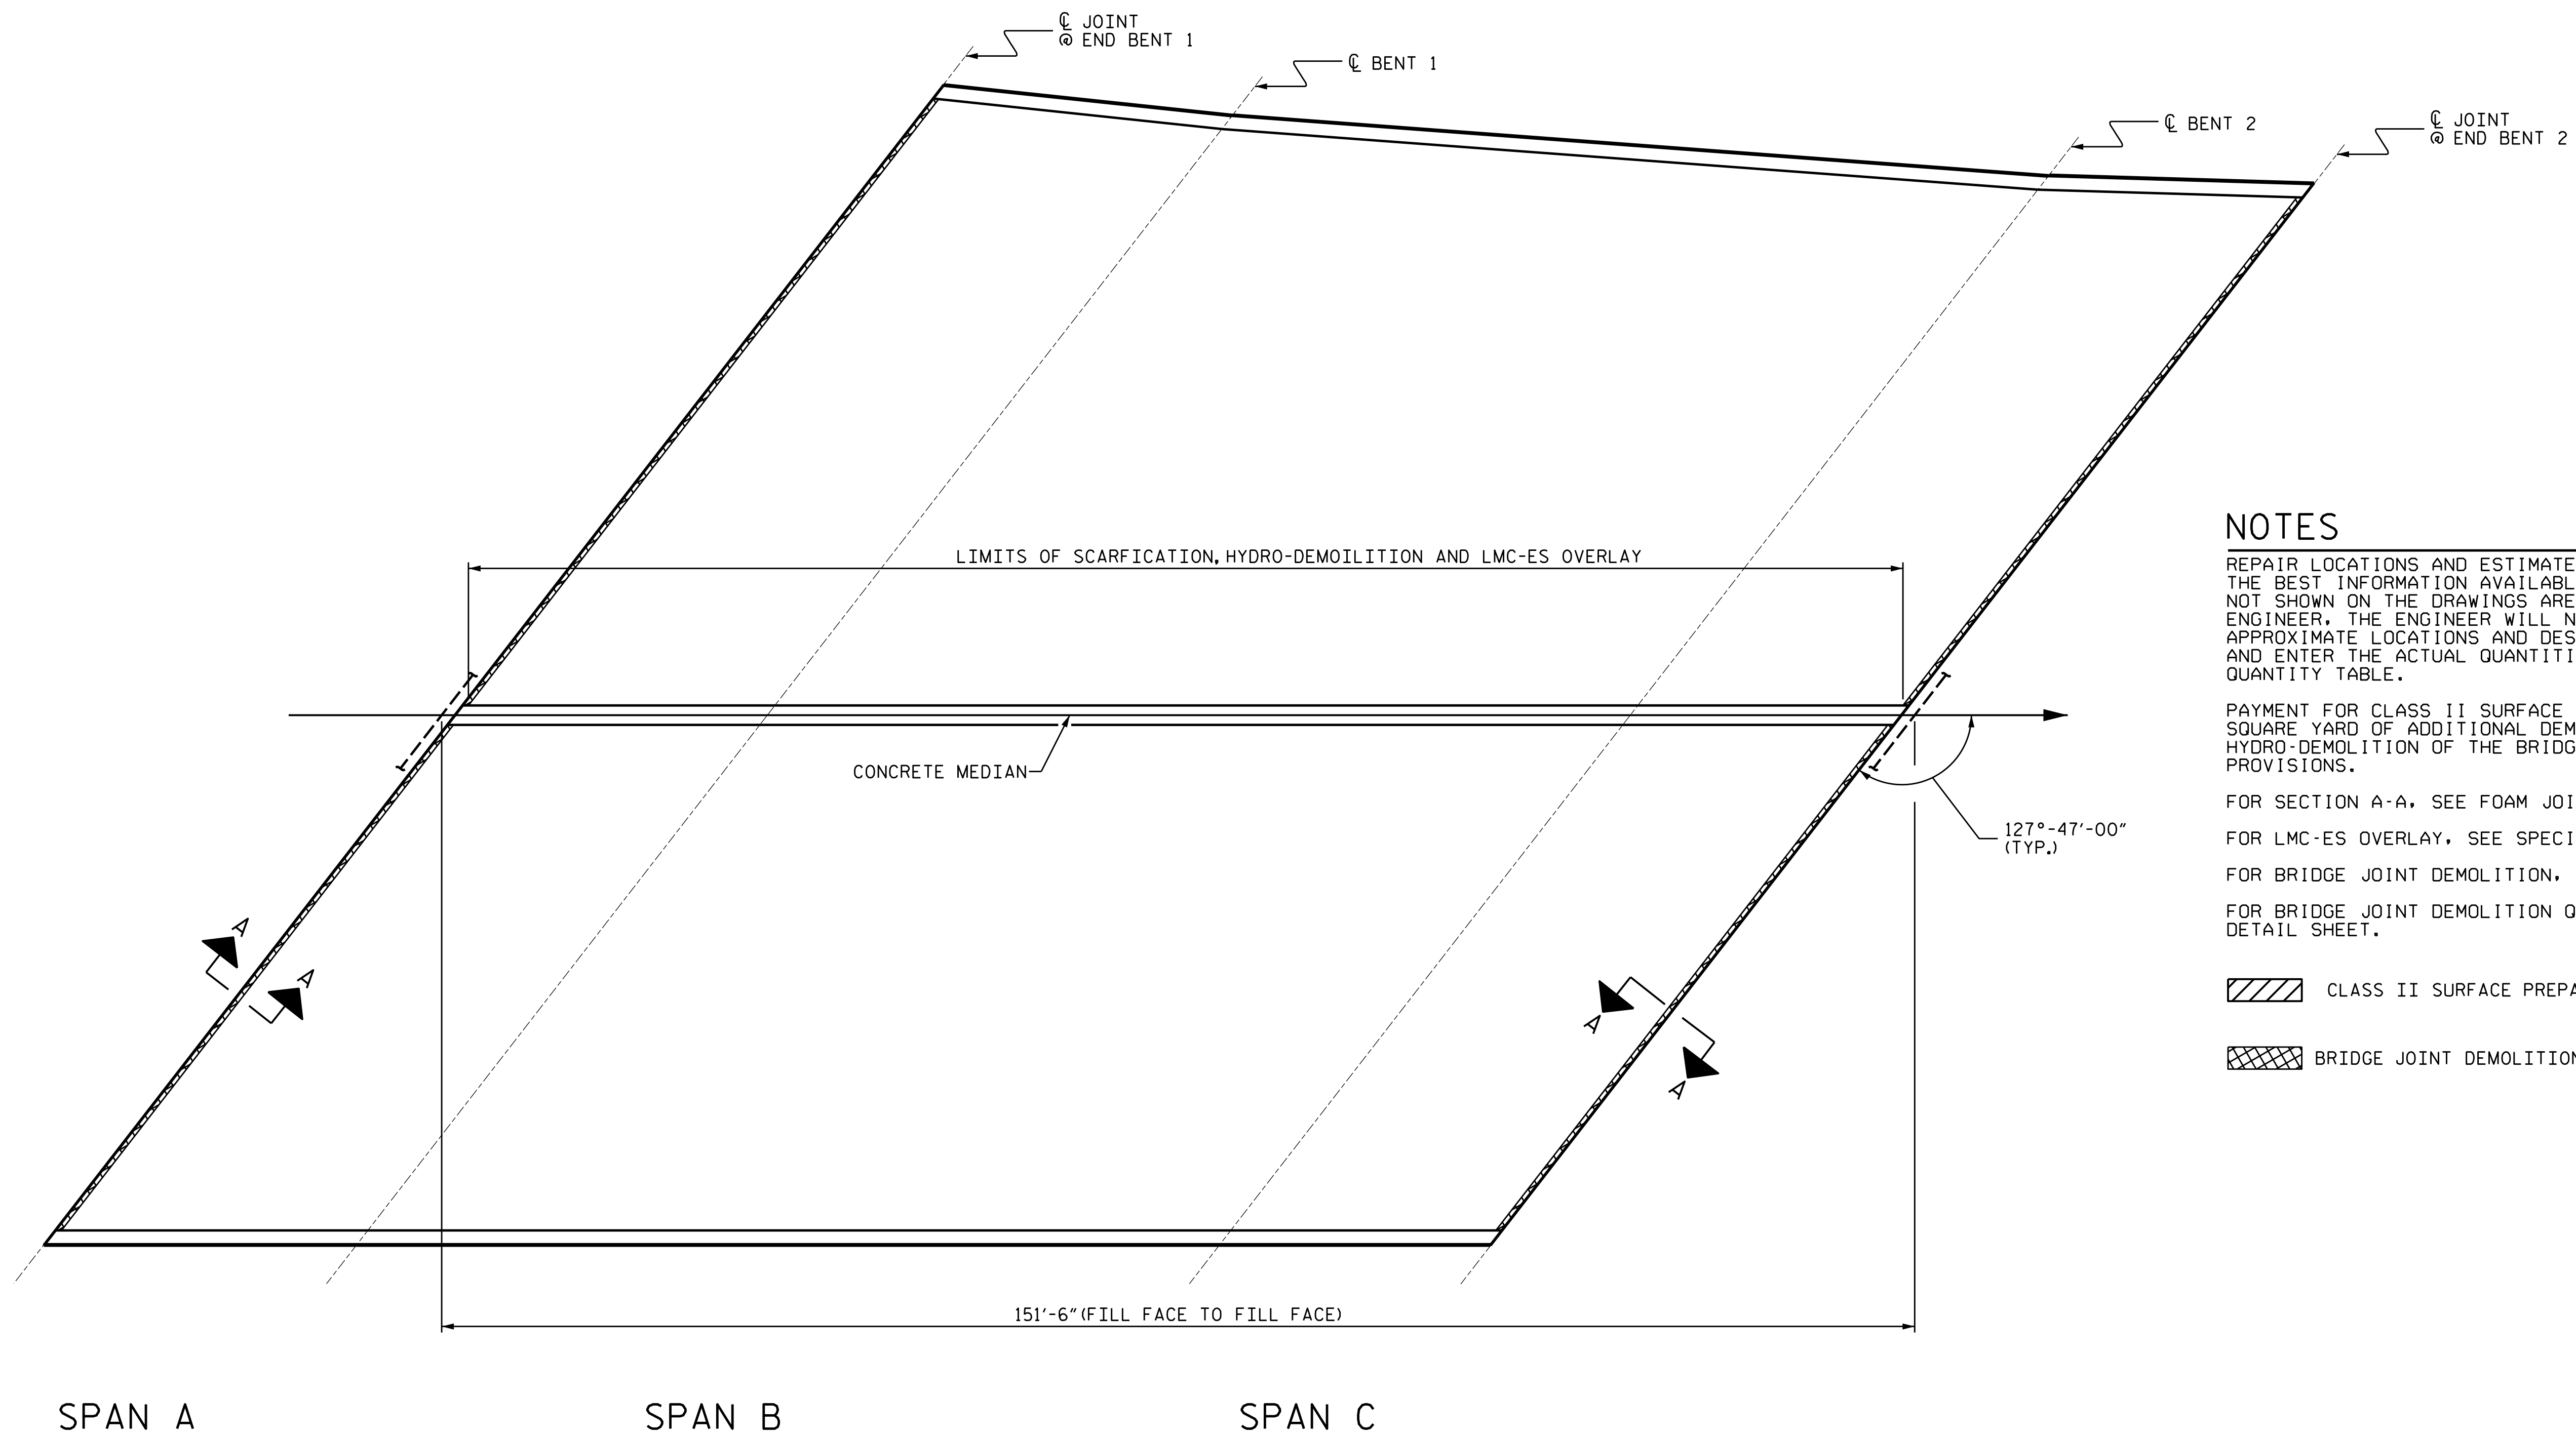 ℄ JOINT
@ END BENT 1
℄ BENT 1
℄ BENT 2
℄ JOINT
@ END BENT 2
LIMITS OF SCARFICATION, HYDRO-DEMOILITION AND LMC-ES OVERLAY
CONCRETE MEDIAN
127°-47'-00"
(TYP.)
A
A
A
A
151'-6" (FILL FACE TO FILL FACE)
SPAN A
SPAN B
SPAN C
NOTES
REPAIR LOCATIONS AND ESTIMATE
THE BEST INFORMATION AVAILABL
NOT SHOWN ON THE DRAWINGS ARE
ENGINEER, THE ENGINEER WILL N
APPROXIMATE LOCATIONS AND DES
AND ENTER THE ACTUAL QUANTITI
QUANTITY TABLE.
PAYMENT FOR CLASS II SURFACE
SQUARE YARD OF ADDITIONAL DEM
HYDRO-DEMOLITION OF THE BRIDG
PROVISIONS.
FOR SECTION A-A, SEE FOAM JOI
FOR LMC-ES OVERLAY, SEE SPECI
FOR BRIDGE JOINT DEMOLITION,
FOR BRIDGE JOINT DEMOLITION Q
DETAIL SHEET.
CLASS II SURFACE PREPA
BRIDGE JOINT DEMOLITION